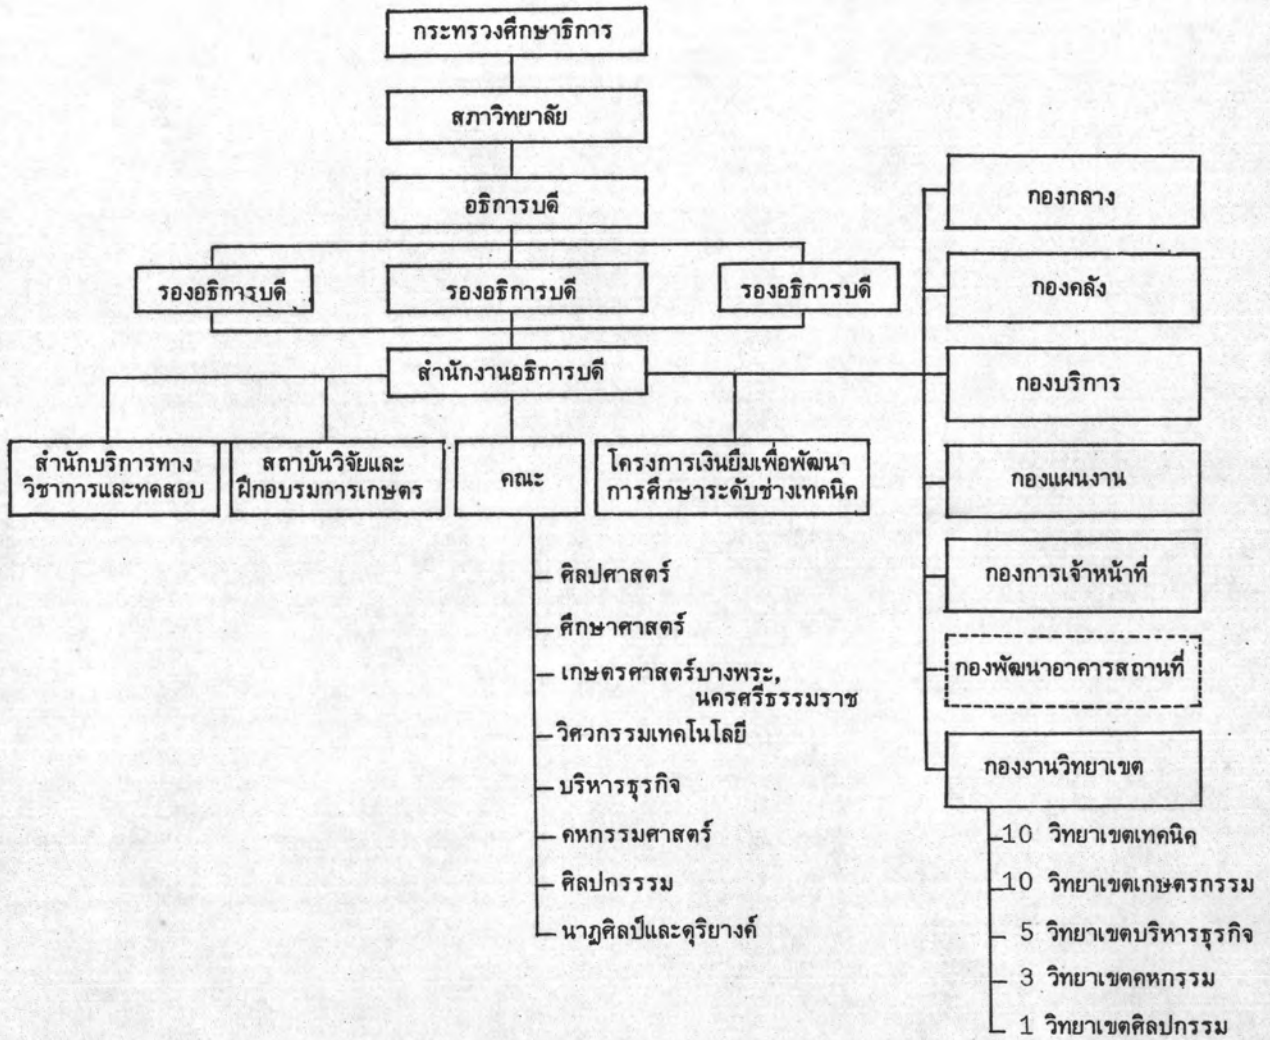 กระทรวงศึกษาธิการ
สภาวิทยาลัย
อธิการบดี
รองอธิการบดี
รองอธิการบดี
รองอธิการบดี
สำนักงานอธิการบดี
สำนักบริการทาง
วิชาการและทดสอบ
สถาบันวิจัยและ
ฝึกอบรมการเกษตร
คณะ
โครงการเงินยืมเพื่อพัฒนา
การศึกษาระดับช่างเทคนิค
ศิลปศาสตร์
ศึกษาศาสตร์
เกษตรศาสตร์บางพระ,
นครศรีธรรมราช
วิศวกรรมเทคโนโลยี
บริหารธุรกิจ
คหกรรมศาสตร์
ศิลปกรรรม
นาฏศิลป์และดุริยางค์
กองกลาง
กองคลัง
กองบริการ
กองแผนงาน
กองการเจ้าหน้าที่
กองพัฒนาอาคารสถานที่
กองงานวิทยาเขต
10 วิทยาเขตเทคนิค
10 วิทยาเขตเกษตรกรรม
5 วิทยาเขตบริหารธุรกิจ
3 วิทยาเขตคหกรรม
1 วิทยาเขตศิลปกรรม